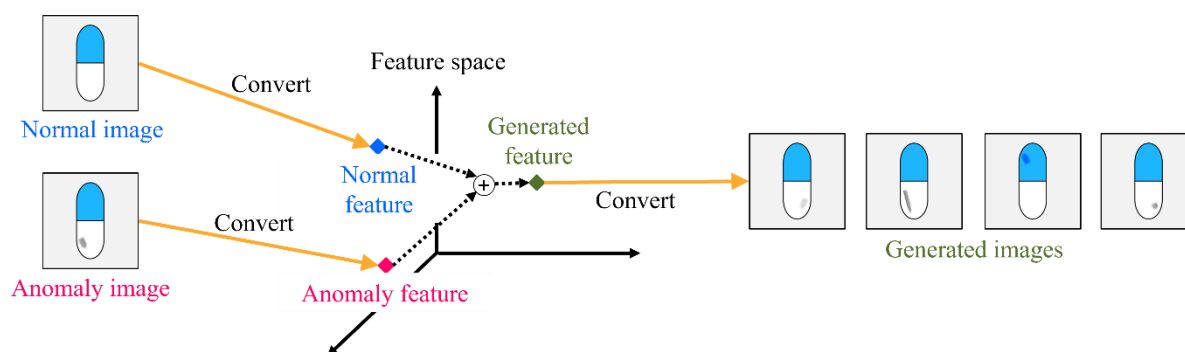 Feature space
Convert
Normal image
Generated
feature
Normal
feature
Convert
Convert
Generated images
Anomaly image
Anomaly feature